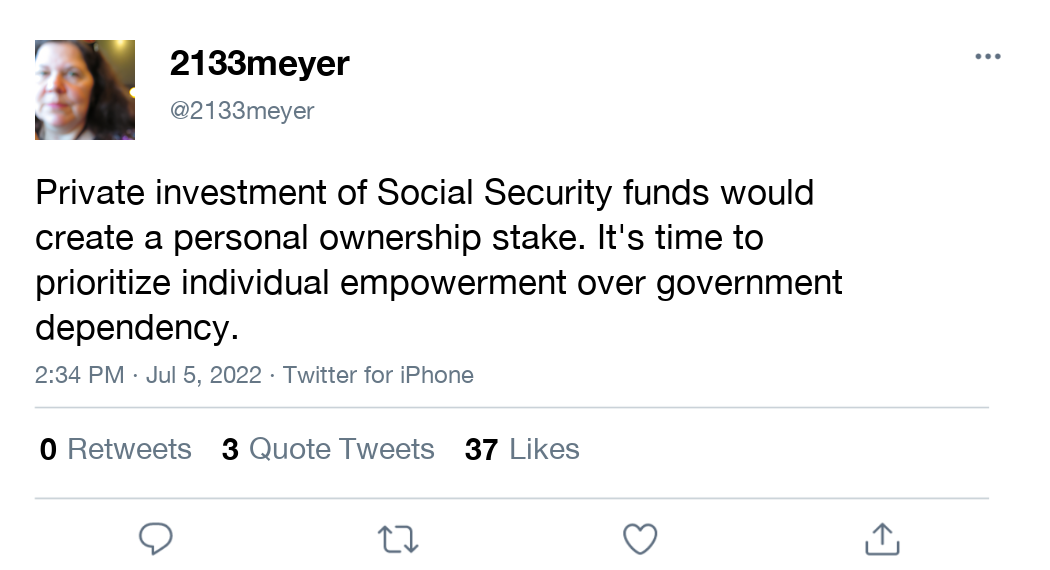 2133meyer
@2133meyer
Private investment of Social Security funds would
create a personal ownership stake. It's time to
prioritize individual empowerment over government
dependency.
2:34 PM · Jul 5, 2022 · Twitter for iPhone
0 Retweets 3 Quote Tweets 37 Likes